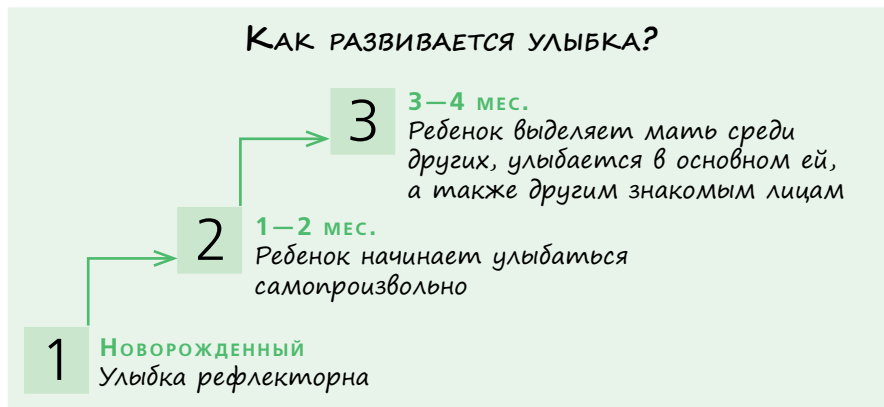 Как развивается улыбка?
3
3—4 мес.
Ребенок выделяет мать среди
других, улыбается в основном ей,
а также другим знакомым лицам
2
1—2 мес.
Ребенок начинает улыбаться
самопроизвольно
1
Новорожденный
Улыбка рефлекторна